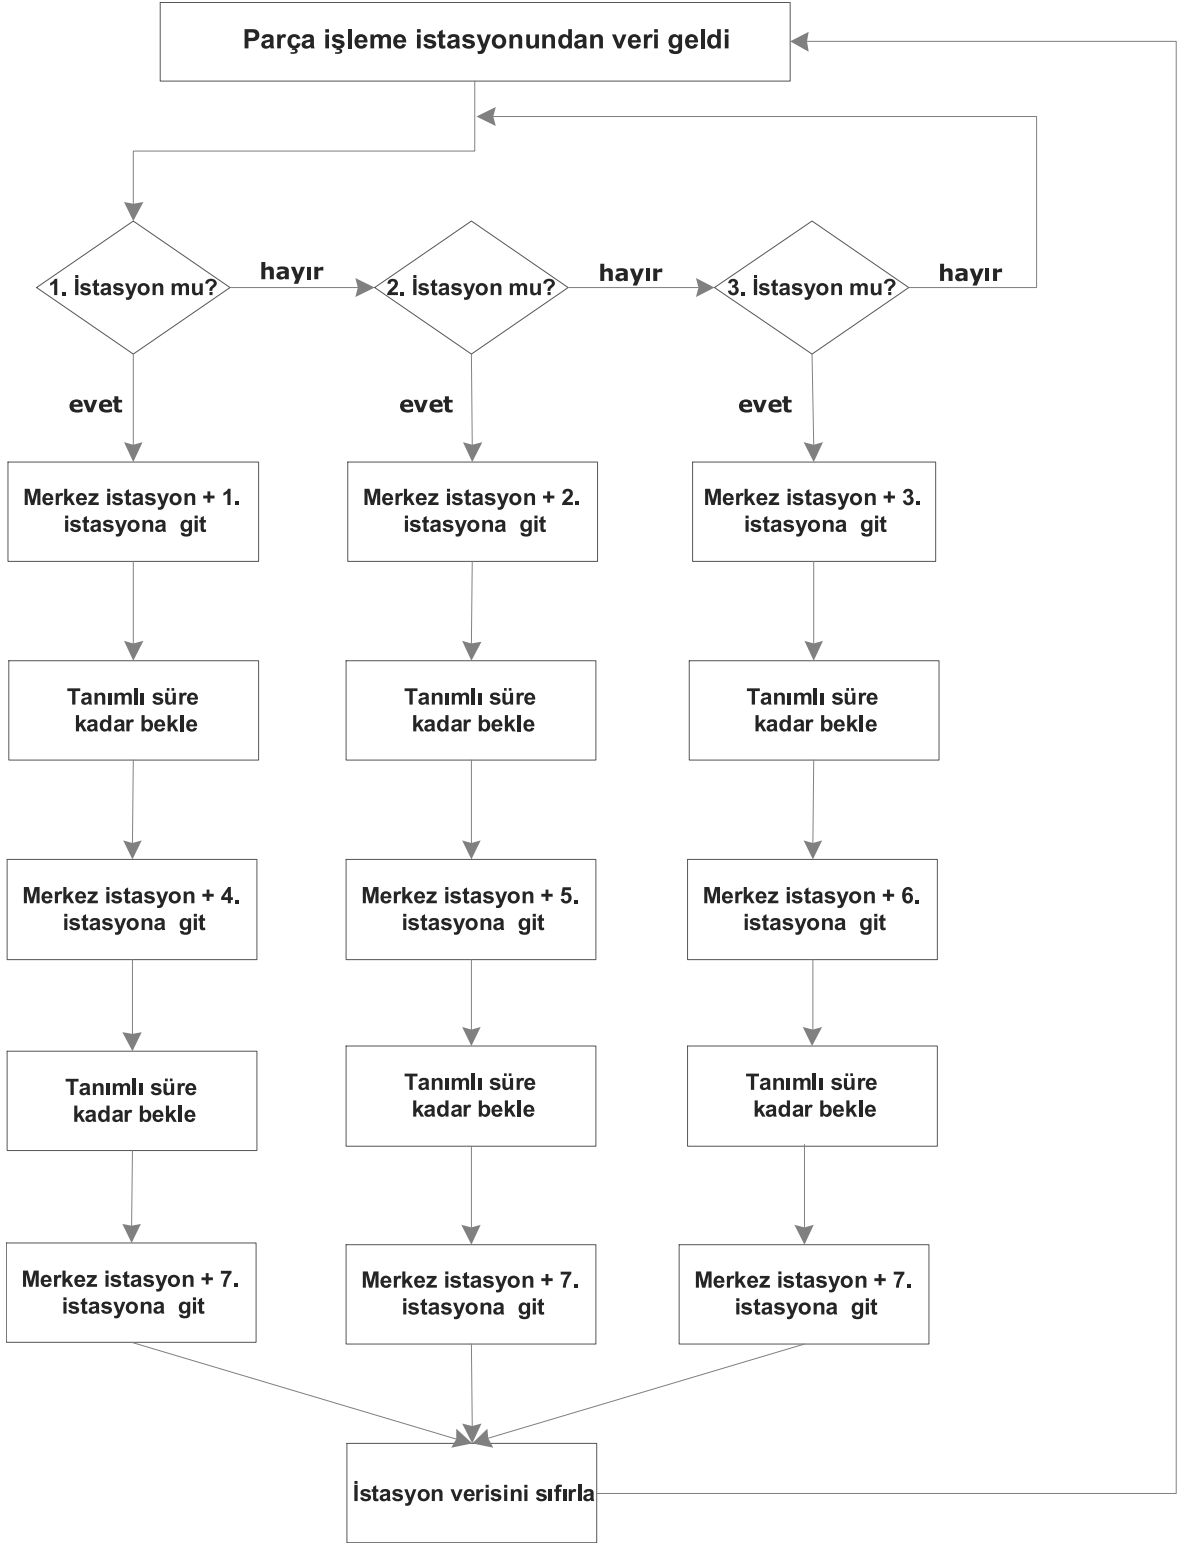 Parça işleme istasyonundan veri geldi
1. İstasyon mu?
hayır
2. İstasyon mu?
hayır
3. İstasyon mu?
hayır
evet
evet
evet
Merkez istasyon + 1.
istasyona git
Merkez istasyon + 2.
istasyona git
Merkez istasyon + 3.
istasyona git
Tanımlı süre
kadar bekle
Tanımlı süre
kadar bekle
Tanımlı süre
kadar bekle
Merkez istasyon + 4.
istasyona git
Merkez istasyon + 5.
istasyona git
Merkez istasyon + 6.
istasyona git
Tanımlı süre
kadar bekle
Tanımlı süre
kadar bekle
Tanımlı süre
kadar bekle
Merkez istasyon + 7.
istasyona git
Merkez istasyon + 7.
istasyona git
Merkez istasyon + 7.
istasyona git
İstasyon verisini sıfırla